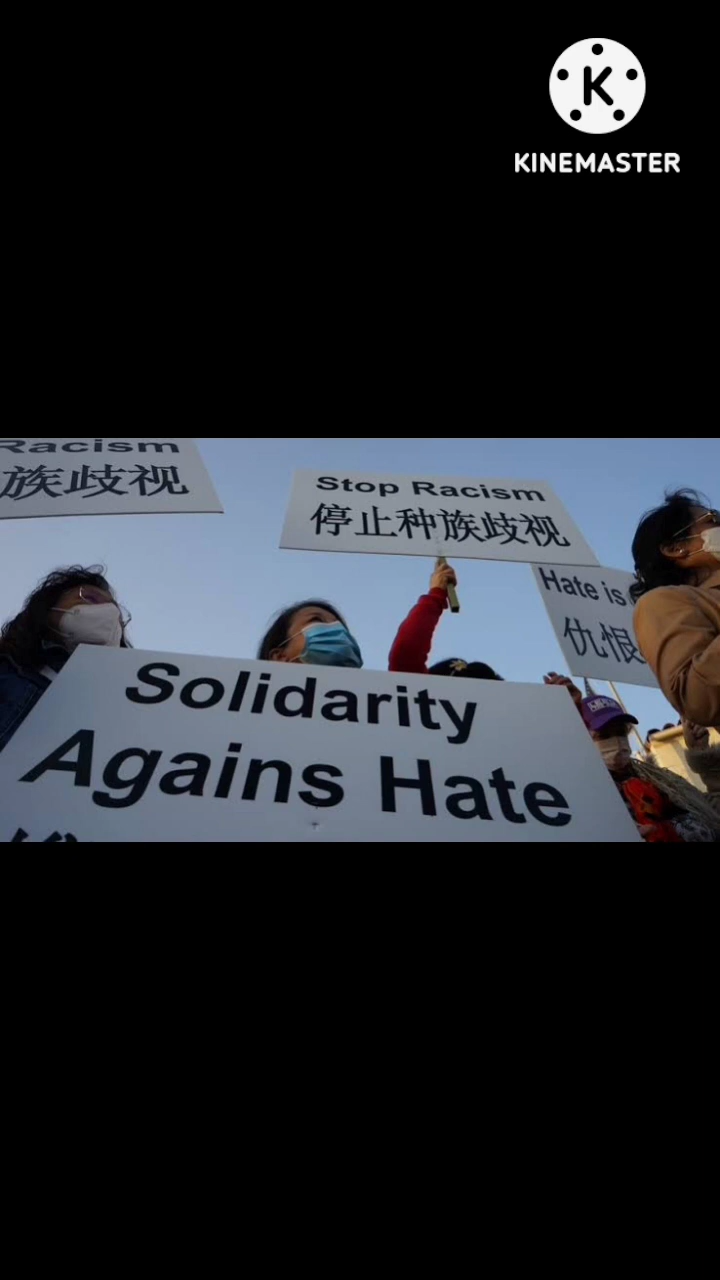 KINEMASTER
Racism
族歧视
Stop Racism
停止种族歧视
Hate is
仇恨
Solidarity
Agains Hate